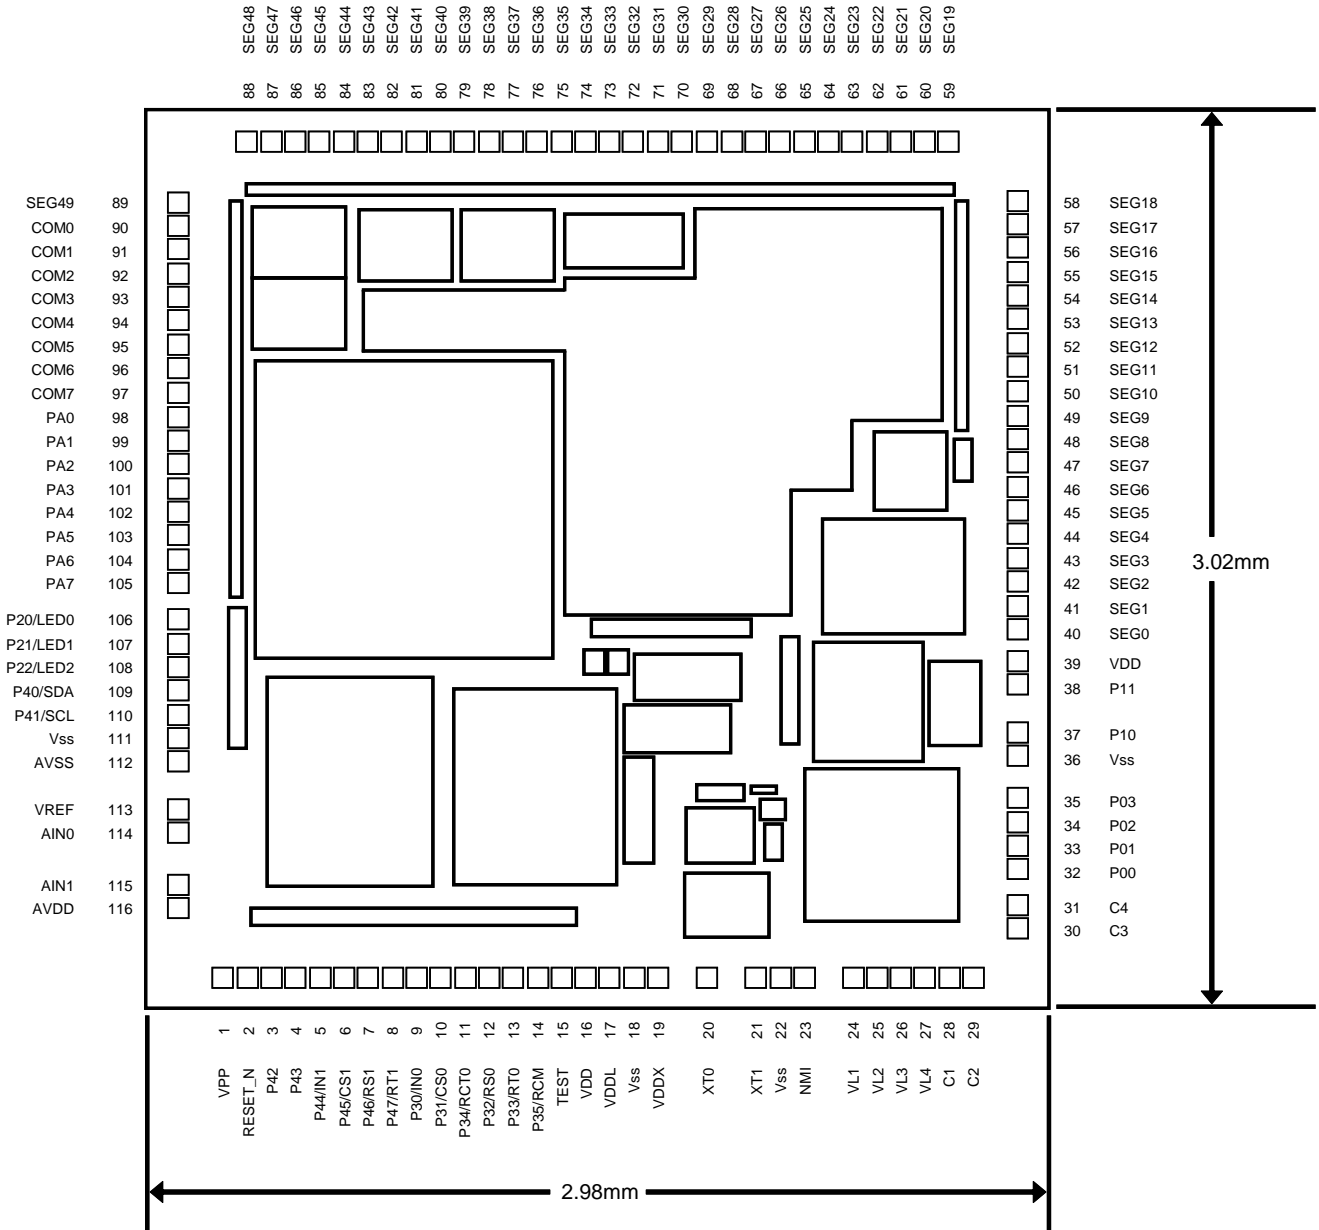 SEG48 SEG47 SEG46 SEG45 SEG44 SEG43 SEG42 SEG41 SEG40 SEG39 SEG38 SEG37 SEG36 SEG35 SEG34 SEG33 SEG32 SEG31 SEG30 SEG29 SEG28 SEG27 SEG26 SEG25 SEG24 SEG23 SEG22 SEG21 SEG20 SEG19
88 87 86 85 84 83 82 81 80 79 78 77 76 75 74 73 72 71 70 69 68 67 66 65 64 63 62 61 60 59
SEG49 89 58 SEG18
COM0 90 57 SEG17
COM1 91 56 SEG16
COM2 92 55 SEG15
COM3 93 54 SEG14
COM4 94 53 SEG13
COM5 95 52 SEG12
COM6 96 51 SEG11
COM7 97 50 SEG10
PA0 98 49 SEG9
PA1 99 48 SEG8
PA2 100 47 SEG7
PA3 101 46 SEG6
PA4 102 45 SEG5
PA5 103 44 SEG4
PA6 104 43 SEG3
3.02mm
PA7 105 42 SEG2
P20/LED0 106 41 SEG1
P21/LED1 107 40 SEG0
P22/LED2 108 39 VDD
P40/SDA 109 38 P11
P41/SCL 110
Vss 111 37 P10
AVSS 112 36 Vss
VREF 113 35 P03
AIN0 114 34 P02
33 P01
AIN1 115 32 P00
AVDD 116 31 C4
30 C3
1 2 3 4 5 6 7 8 9 10 11 12 13 14 15 16 17 18 19 20 21 22 23 24 25 26 27 28 29
VPP RESET_N P42 P43 P44/IN1 P45/CS1 P46/RS1 P47/RT1 P30/IN0 P31/CS0 P34/RCT0 P32/RS0 P33/RT0 P35/RCM TEST VDD VDDL Vss VDDX XT0 XT1 Vss NMI VL1 VL2 VL3 VL4 C1 C2
2.98mm